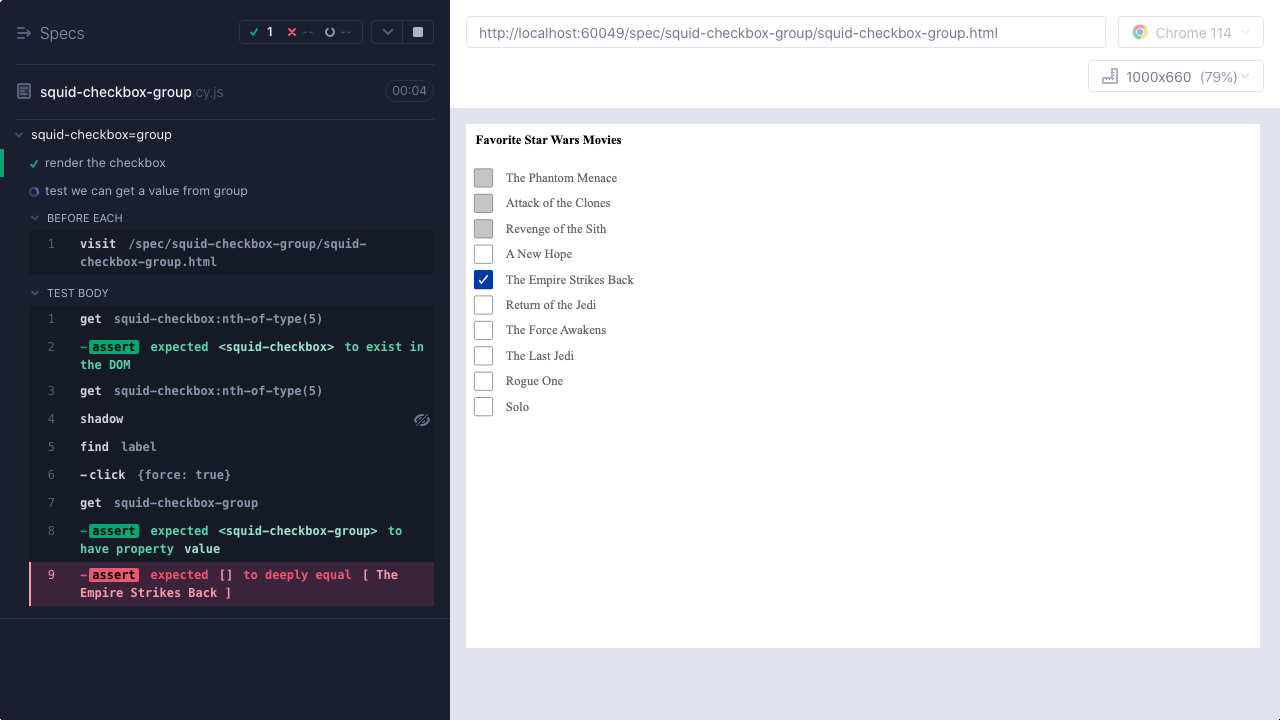 Specs
1 -- --
squid-checkbox-group.cy.js 00:04
squid-checkbox=group
render the checkbox
test we can get a value from group
BEFORE EACH
1 visit /spec/squid-checkbox-group/squid-
checkbox-group.html
TEST BODY
1 get squid-checkbox:nth-of-type(5)
2 -assert expected <squid-checkbox> to exist in
the DOM
3 get squid-checkbox:nth-of-type(5)
4 shadow
5 find label
6 -click {force: true}
7 get squid-checkbox-group
8 -assert expected <squid-checkbox-group> to
have property value
9 -assert expected [] to deeply equal [ The
Empire Strikes Back ]
http://localhost:60049/spec/squid-checkbox-group/squid-checkbox-group.html
Chrome 114
1000x660 (79%)
Favorite Star Wars Movies
The Phantom Menace
Attack of the Clones
Revenge of the Sith
A New Hope
The Empire Strikes Back
Return of the Jedi
The Force Awakens
The Last Jedi
Rogue One
Solo